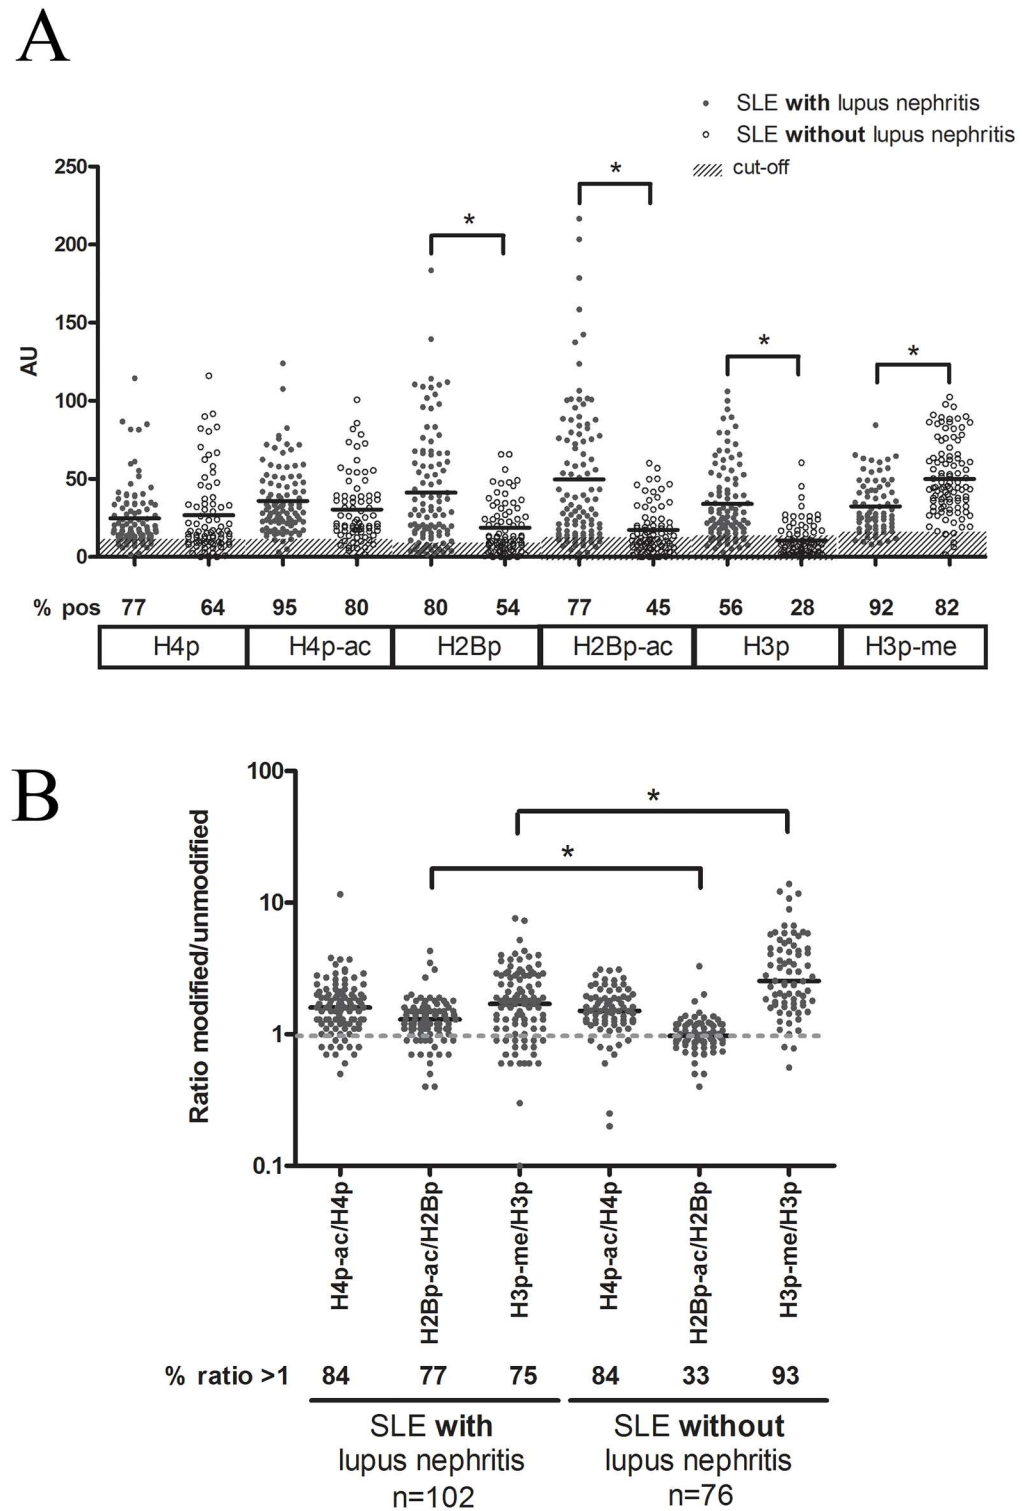 A
SLE with lupus nephritis
SLE without lupus nephritis
cut-off
250
200
150
100
50
0
AU
*
*
*
*
% pos 77 64 95 80 80 54 77 45 56 28 92 82
H4p H4p-ac H2Bp H2Bp-ac H3p H3p-me
B
100
10
1
0.1
Ratio modified/unmodified
*
*
H4p-ac/H4p
H2Bp-ac/H2Bp
H3p-me/H3p
H4p-ac/H4p
H2Bp-ac/H2Bp
H3p-me/H3p
% ratio >1 84 77 75 84 33 93
SLE with
lupus nephritis
n=102
SLE without
lupus nephritis
n=76